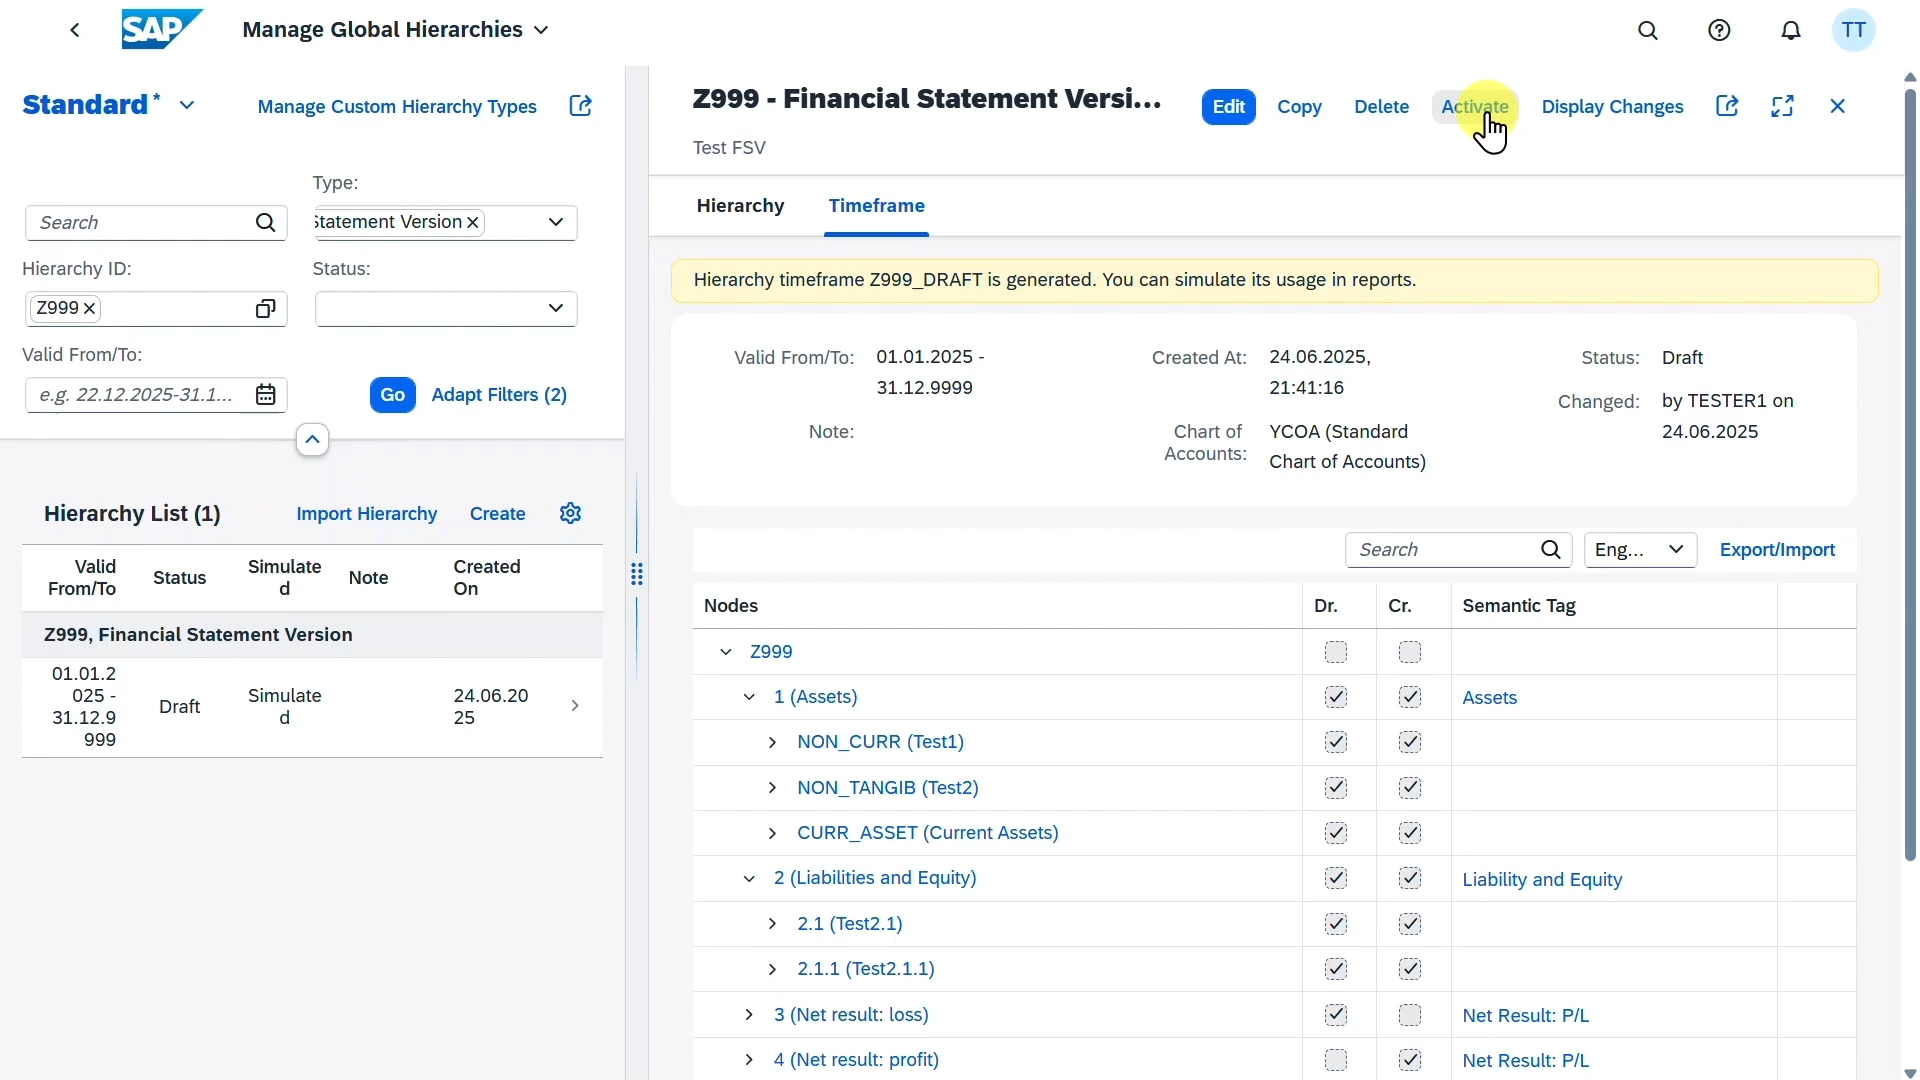 SAP Manage Global Hierarchies
TT
Standard * Manage Custom Hierarchy Types
Z999 - Financial Statement Versi...
Edit Copy Delete Activate Display Changes
Test FSV
Type:
Search
Statement Version
Hierarchy Timeframe
Hierarchy ID: Status:
Z999
Valid From/To:
e.g. 22.12.2025-31.1...
Go Adapt Filters (2)
Hierarchy timeframe Z999_DRAFT is generated. You can simulate its usage in reports.
Valid From/To: 01.01.2025 -
31.12.9999
Note:
Created At: 24.06.2025,
21:41:16
Chart of
Accounts:
YCOA (Standard
Chart of Accounts)
Status: Draft
Changed: by TESTER1 on
24.06.2025
Hierarchy List (1) Import Hierarchy Create
Valid
From/To
Status
Simulate
d
Note
Created
On
Z999, Financial Statement Version
01.01.2
025 -
31.12.9
999
Draft
Simulate
d
24.06.20
25
Search Eng... Export/Import
Nodes Dr. Cr. Semantic Tag
Z999
1 (Assets) Assets
NON_CURR (Test1)
NON_TANGIB (Test2)
CURR_ASSET (Current Assets)
2 (Liabilities and Equity) Liability and Equity
2.1 (Test2.1)
2.1.1 (Test2.1.1)
3 (Net result: loss) Net Result: P/L
4 (Net result: profit) Net Result: P/L